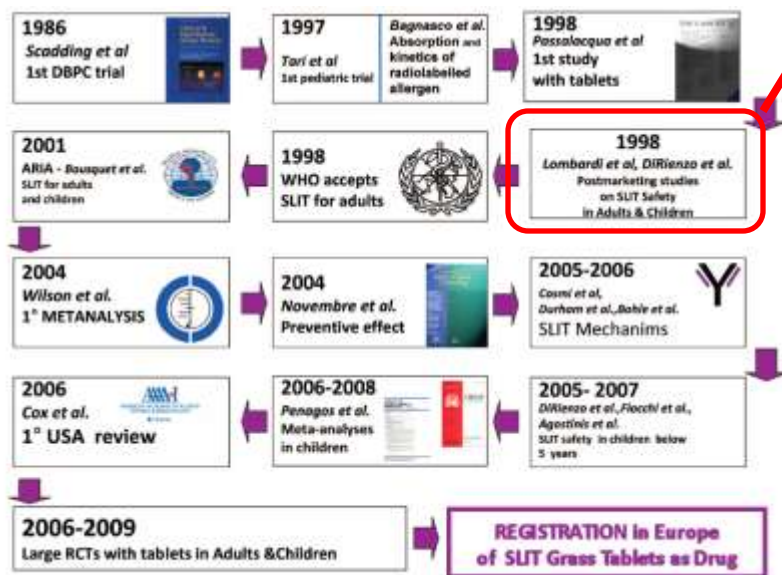 1986
Scadding et al
1st DBPC trial
1997
Tari et al
1st pediatric trial
Bagnasco et al.
Absorption and
kinetics of
radiolabelled
allergen
1998
Passalacqua et al
1st study
with tablets
1998
Lombardi et al, DiRienzo et al.
Postmarketing studies
on SLIT Safety
in Adults & Children
1998
WHO accepts
SLIT for adults
2001
ARIA - Bousquet et al.
SLIT for adults
and children
2004
Wilson et al.
1° METANALYSIS
2004
Novembre et al.
Preventive effect
2005-2006
Cosmi et al,
Durham et al.,Bohle et al.
SLIT Mechanims
2005- 2007
DiRienzo et al.,Fiocchi et al.,
Agostinis et al.
SLIT safety in children below
5 years
2006-2008
Penagos et al.
Meta-analyses
in children
2006
Cox et al.
1° USA review
2006-2009
Large RCTs with tablets in Adults &Children
REGISTRATION in Europe
of SLIT Grass Tablets as Drug